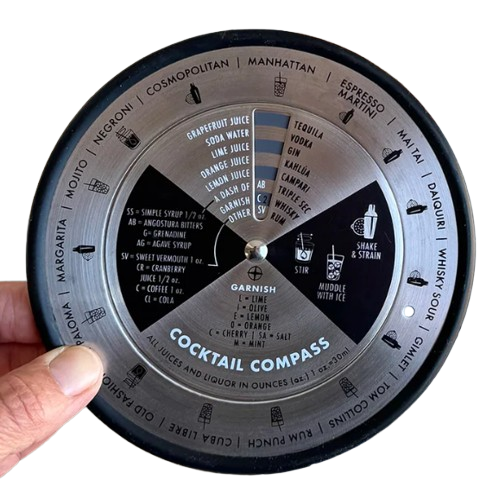 MANHATTAN |
ESPRESSO
MARTINI |
MAI TAI |
DAIQUIRI |
WHISKY SOUR |
GIMLET |
TOM COLLINS |
RUM PUNCH |
CUBA LIBRE |
OLD FASHION
PALOMA |
MARGARITA |
MOJITO |
NEGRONI |
COSMOPOLITAN |
GRAPEFRUIT JUICE
SODA WATER
LIME JUICE
ORANGE JUICE
LEMON JUICE
A DASH OF
GARNISH
OTHER
AB
SV
TEQUILA
VODKA
GIN
KAHLÚA
CAMPARI
TRIPLE SEC
WHISKY
RUM
SS = SIMPLE SYRUP 1/2 oz.
AB = ANGOSTURA BITTERS
G = GRENADINE
AG = AGAVE SYRUP
SV = SWEET VERMOUTH 1 oz.
CR = CRANBERRY
JUICE 1/2 oz.
C = COFFEE 1 oz.
CL = COLA
STIR
MUDDLE
WITH ICE
SHAKE
& STRAIN
GARNISH
L = LIME
= OLIVE
E = LEMON
O = ORANGE
C = CHERRY | SA = SALT
M = MINT
COCKTAIL COMPASS
ALL JUICES AND LIQUOR IN OUNCES (oz.) 1 oz.=30ml